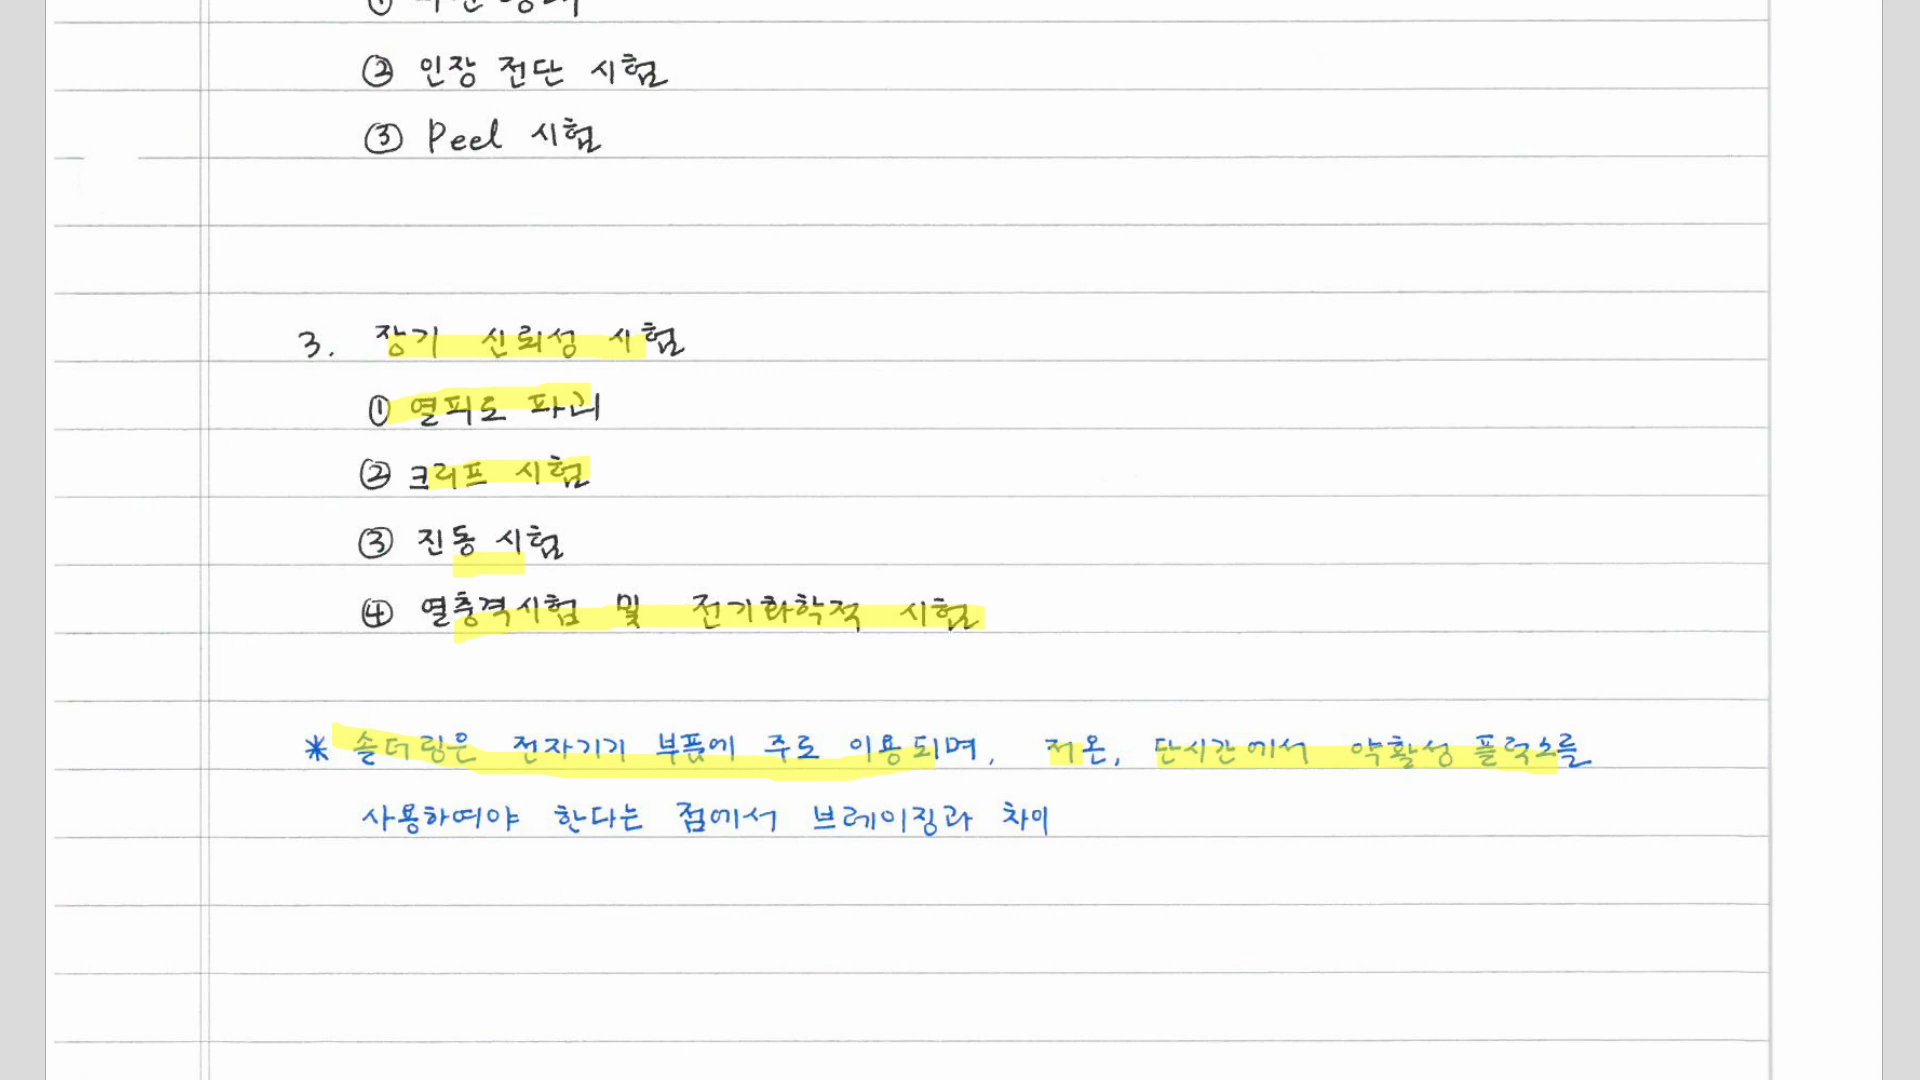 ①
② 인장 전단 시험
③ Peel 시험
3. 장기 신뢰성 시험
① 열피로 파괴
② 크리프 시험
③ 진동 시험
④ 열충격시험 및 전기화학적 시험
* 솔더링은 전자기기 부품에 주로 이용되며, 저온, 단시간에서 약활성 플럭스를
사용하여야 한다는 점에서 브레이징과 차이